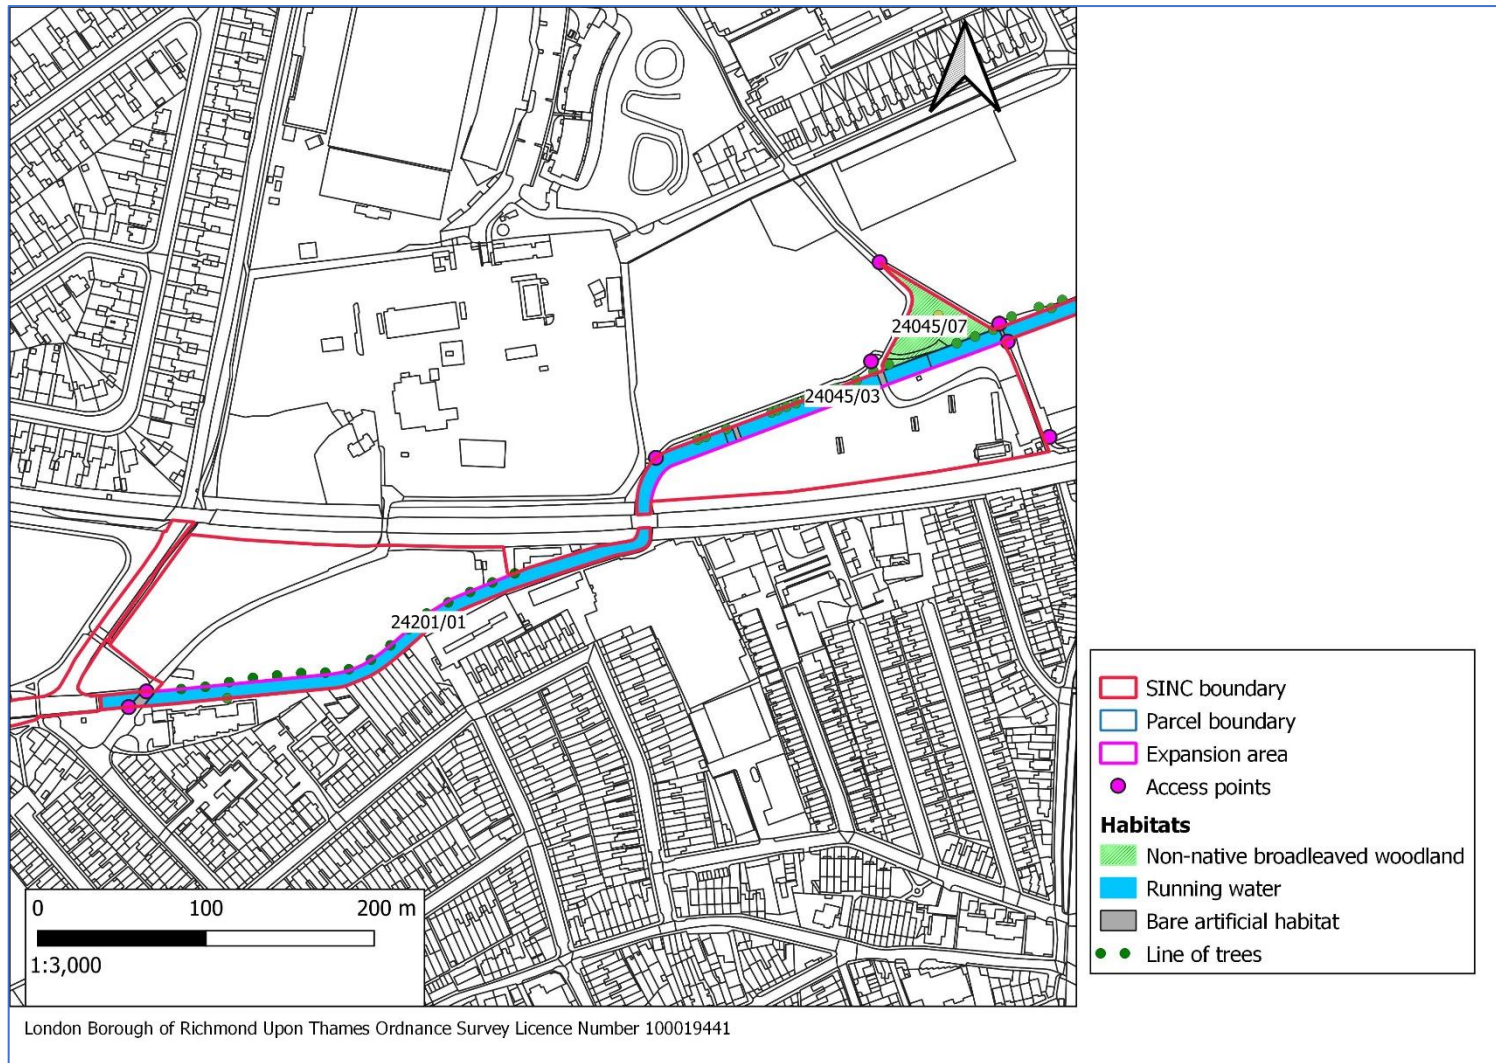 24045/07
24045/03
24201/01
SINC boundary
Parcel boundary
Expansion area
Access points
Habitats
Non-native broadleaved woodland
Running water
Bare artificial habitat
Line of trees
0 100 200 m
1:3,000
London Borough of Richmond Upon Thames Ordnance Survey Licence Number 100019441